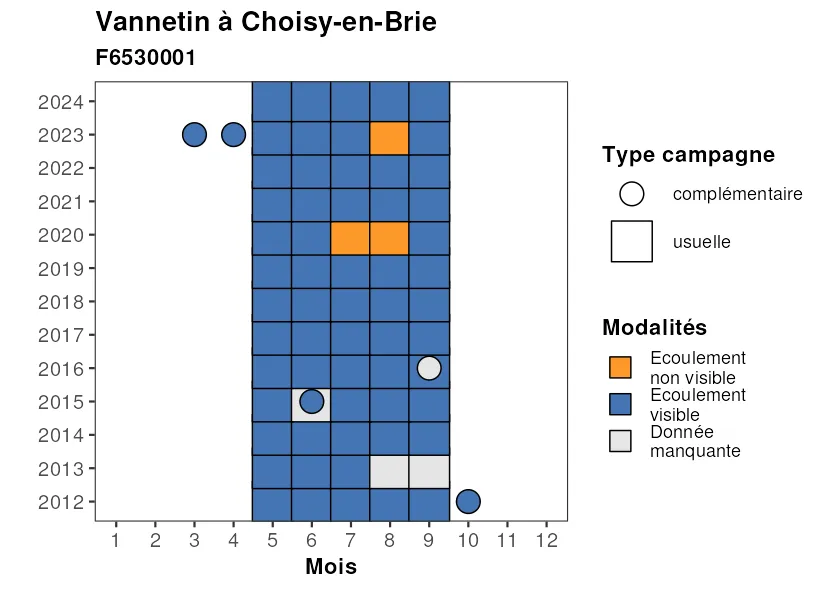 Vannetin à Choisy-en-Brie
F6530001
2024
2023
2022
2021
2020
2019
2018
2017
2016
2015
2014
2013
2012
1 2 3 4 5 6 7 8 9 10 11 12
Mois
Type campagne
complémentaire
usuelle
Modalités
Ecoulement
non visible
Ecoulement
visible
Donnée
manquante